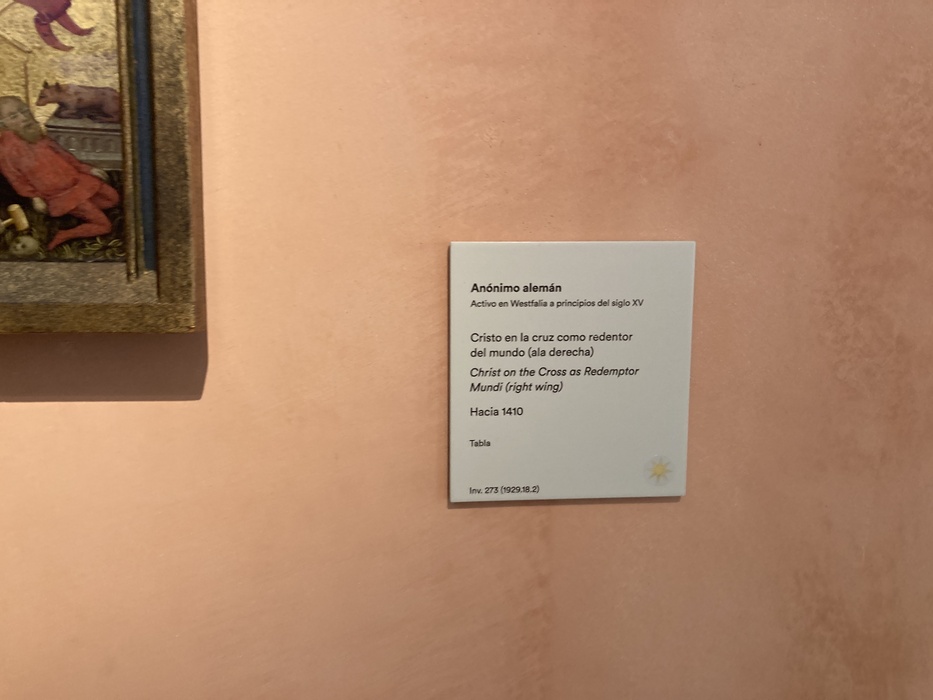 Anónimo alemán
Activo en Westfalia a principios del siglo XV
Cristo en la cruz como redentor
del mundo (ala derecha)
Christ on the Cross as Redemptor
Mundi (right wing)
Hacia 1410
Tabla
Inv. 273 (1929.18.2)